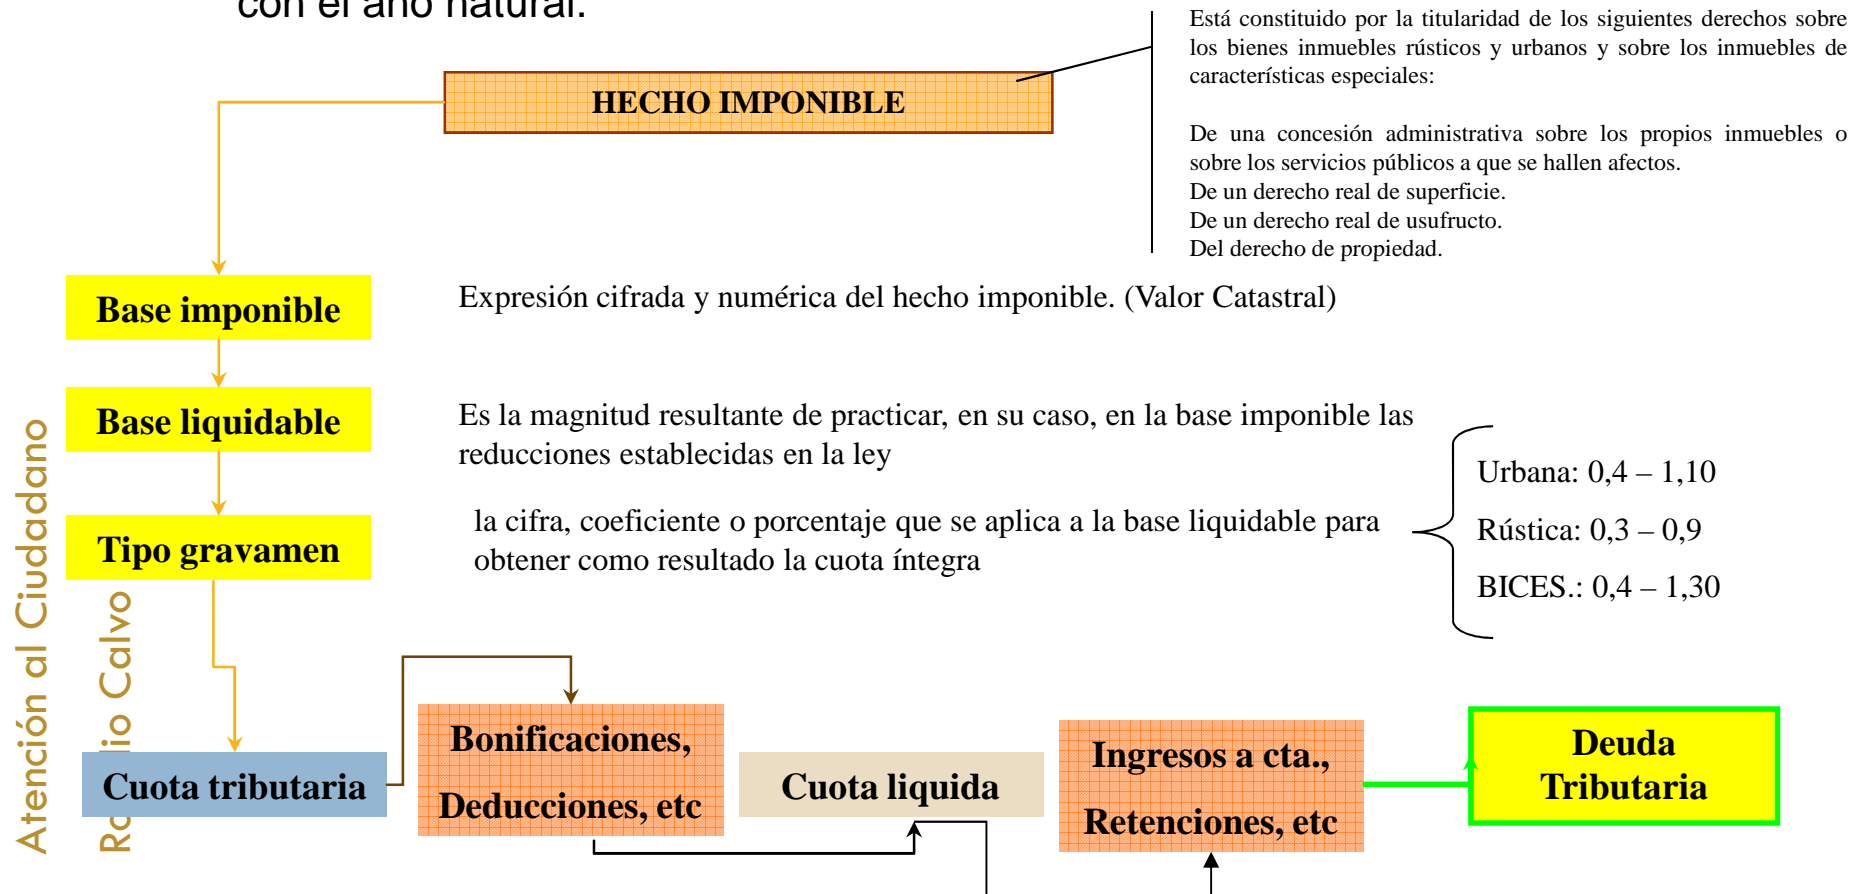 con el año natural.
Está constituido por la titularidad de los siguientes derechos sobre
los bienes inmuebles rústicos y urbanos y sobre los inmuebles de
características especiales:
De una concesión administrativa sobre los propios inmuebles o
sobre los servicios públicos a que se hallen afectos.
De un derecho real de superficie.
De un derecho real de usufructo.
Del derecho de propiedad.
HECHO IMPONIBLE
Base imponible
Expresión cifrada y numérica del hecho imponible. (Valor Catastral)
Base liquidable
Es la magnitud resultante de practicar, en su caso, en la base imponible las
reducciones establecidas en la ley
Tipo gravamen
la cifra, coeficiente o porcentaje que se aplica a la base liquidable para
obtener como resultado la cuota íntegra
Urbana: 0,4 – 1,10
Rústica: 0,3 – 0,9
BICES.: 0,4 – 1,30
Cuota tributaria
Bonificaciones,
Deducciones, etc
Cuota liquida
Ingresos a cta.,
Retenciones, etc
Deuda
Tributaria
Atención al Ciudadano
Calvo